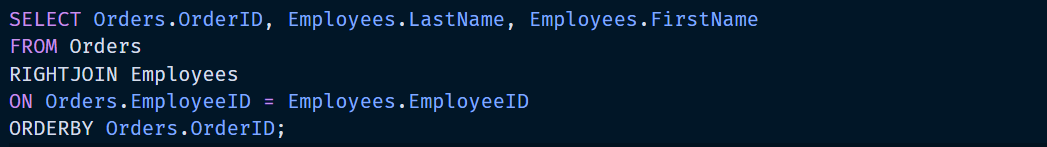 SELECT Orders.OrderID, Employees.LastName, Employees.FirstName
FROM Orders
RIGHTJOIN Employees
ON Orders.EmployeeID = Employees.EmployeeID
ORDERBY Orders.OrderID;